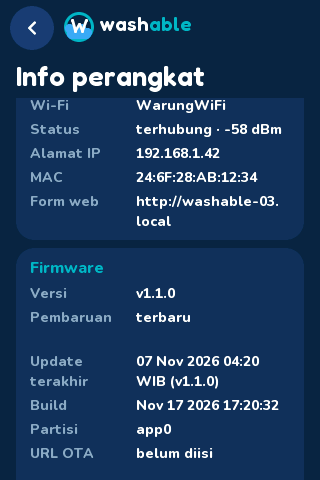 washable
Info perangkat
Wi-Fi WarungWiFi
Status terhubung · -58 dBm
Alamat IP 192.168.1.42
MAC 24:6F:28:AB:12:34
Form web http://washable-03.
local
Firmware
Versi v1.1.0
Pembaruan terbaru
Update 07 Nov 2026 04:20
terakhir WIB (v1.1.0)
Build Nov 17 2026 17:20:32
Partisi app0
URL OTA belum diisi